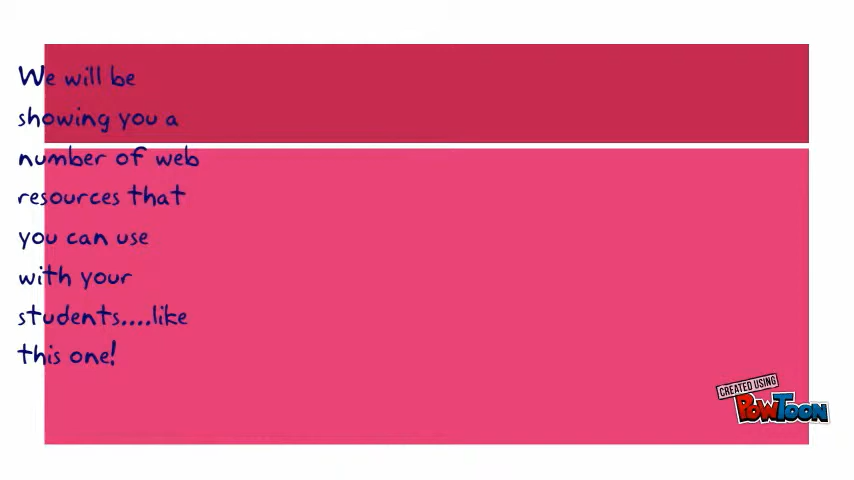 We will be
showing you a
number of web
resources that
you can use
with your
students....like
this one!
CREATED USING
POWTOON